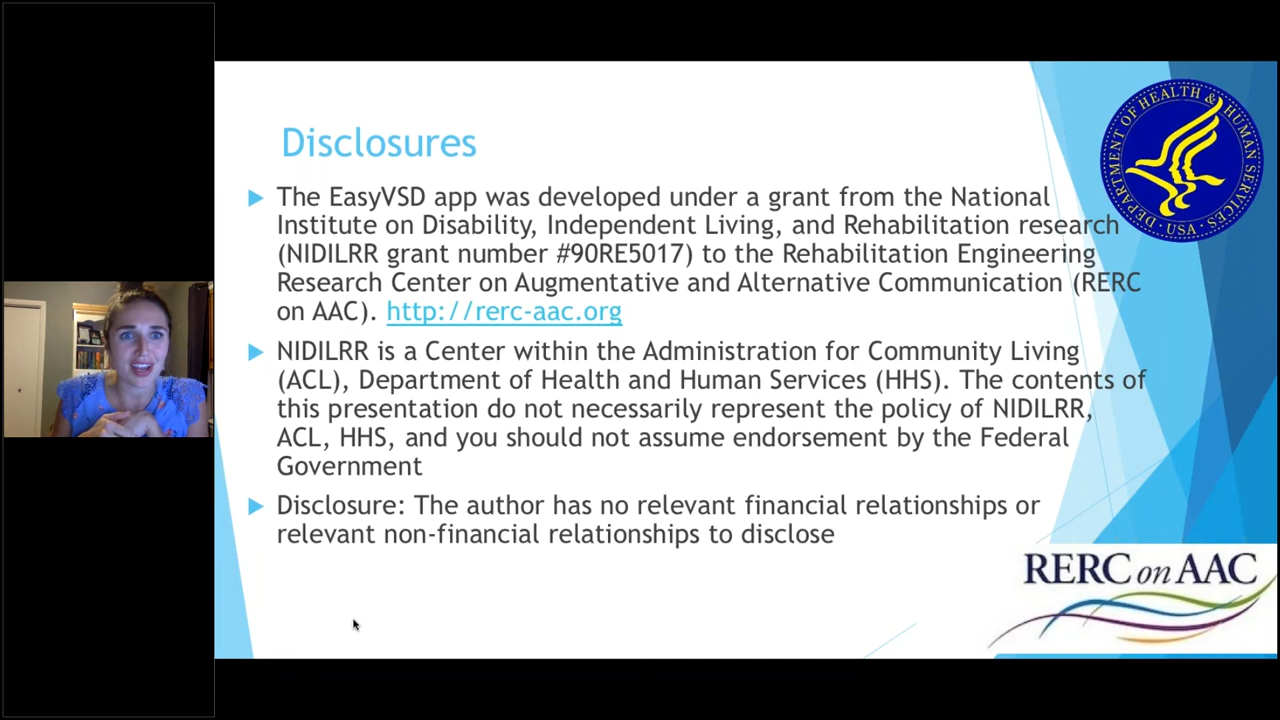 Disclosures
The EasyVSD app was developed under a grant from the National
Institute on Disability, Independent Living, and Rehabilitation research
(NIDILRR grant number #90RE5017) to the Rehabilitation Engineering
Research Center on Augmentative and Alternative Communication (RERC
on AAC). http://rerc-aac.org
NIDILRR is a Center within the Administration for Community Living
(ACL), Department of Health and Human Services (HHS). The contents of
this presentation do not necessarily represent the policy of NIDILRR,
ACL, HHS, and you should not assume endorsement by the Federal
Government
Disclosure: The author has no relevant financial relationships or
relevant non-financial relationships to disclose
DEPARTMENT OF HEALTH & HUMAN SERVICES · USA
RERC on AAC